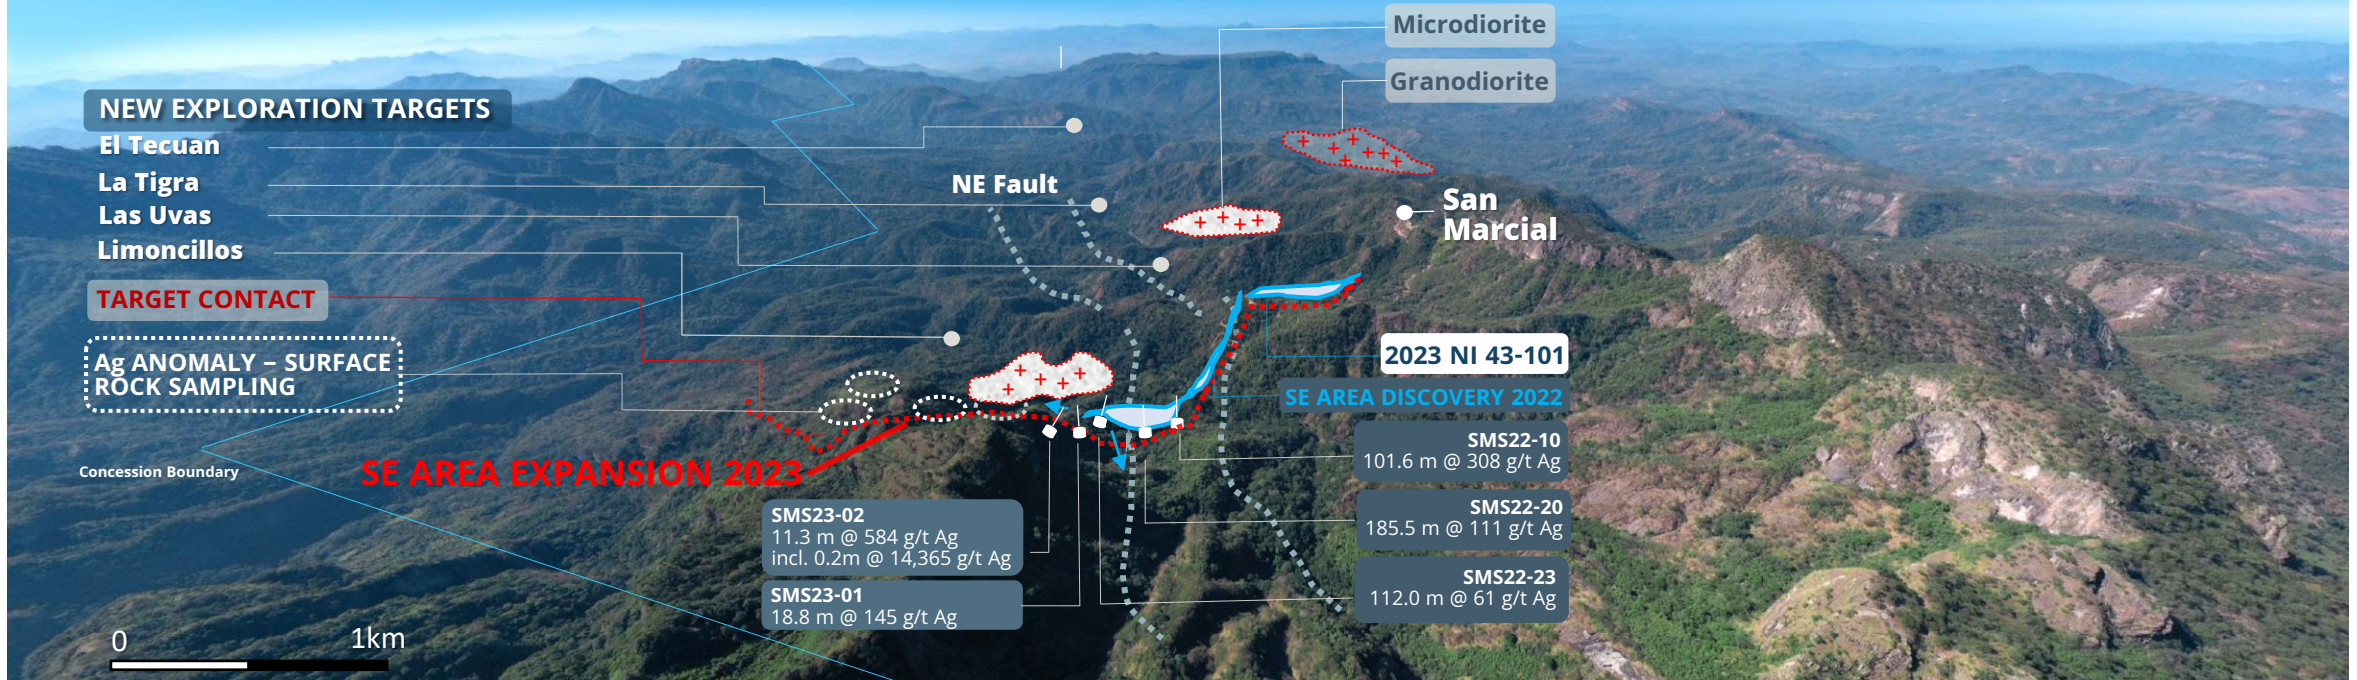 Microdiorite
Granodiorite
NEW EXPLORATION TARGETS
El Tecuan
La Tigra
Las Uvas
Limoncillos
TARGET CONTACT
Ag ANOMALY – SURFACE
ROCK SAMPLING
NE Fault
San
Marcial
2023 NI 43-101
SE AREA DISCOVERY 2022
SMS22-10
101.6 m @ 308 g/t Ag
SMS22-20
185.5 m @ 111 g/t Ag
SMS22-23
112.0 m @ 61 g/t Ag
Concession Boundary
SE AREA EXPANSION 2023
SMS23-02
11.3 m @ 584 g/t Ag
incl. 0.2m @ 14,365 g/t Ag
SMS23-01
18.8 m @ 145 g/t Ag
0
1km